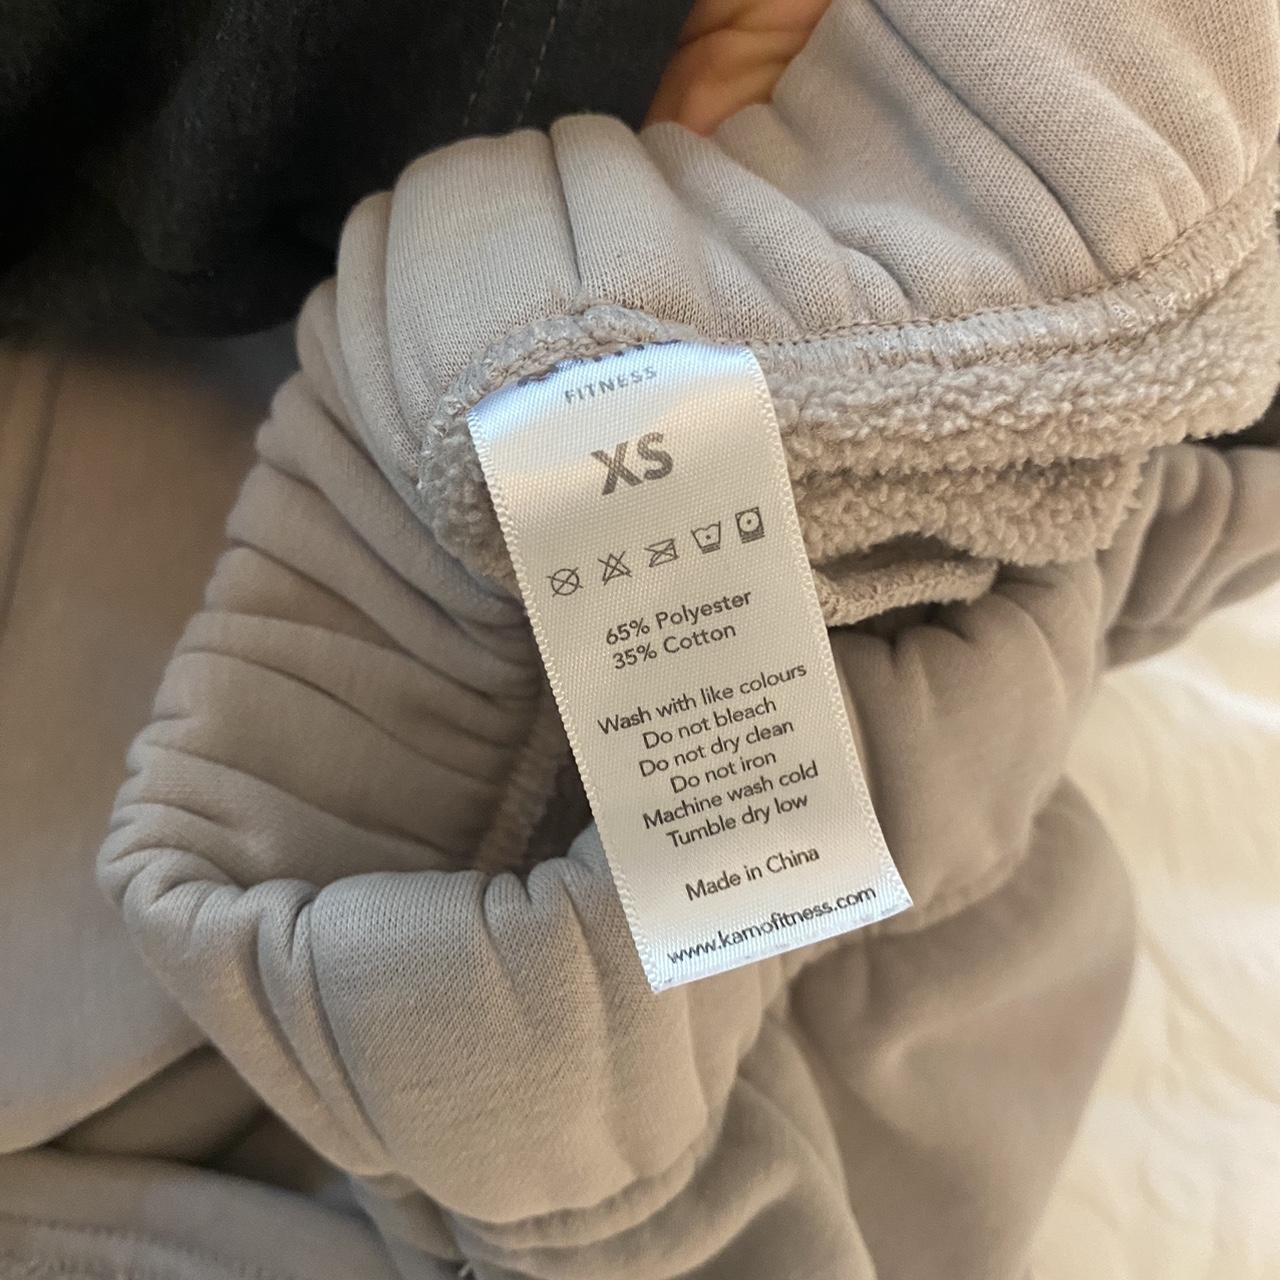 FITNESS
XS
65% Polyester
35% Cotton
Wash with like colours
Do not bleach
Do not dry clean
Do not iron
Machine wash cold
Tumble dry low
Made in China
www.kamofitness.com